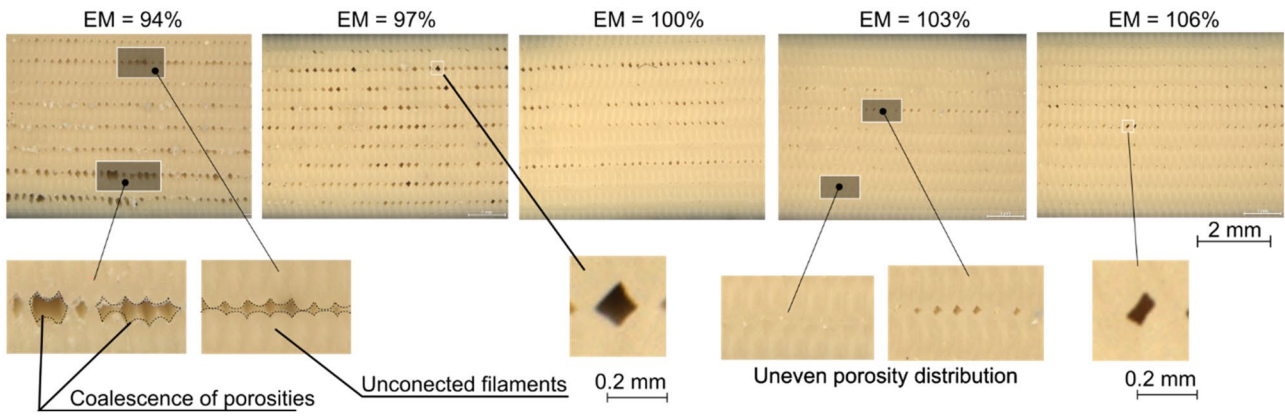 EM = 94%
EM = 97%
EM = 100%
EM = 103%
EM = 106%
2 mm
Coalescence of porosities
Unconected filaments
0.2 mm
Uneven porosity distribution
0.2 mm